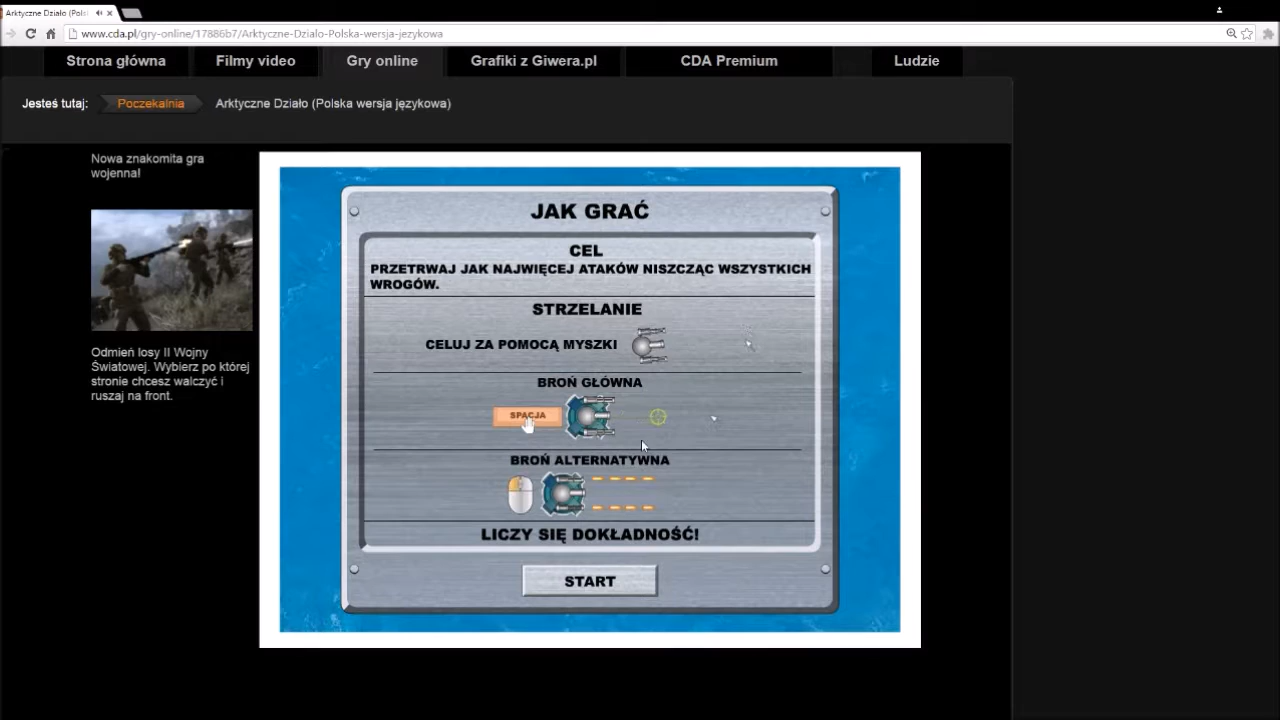 Arktyczne Działo (Pols
www.cda.pl/gry-online/17886b7/Arktyczne-Dzialo-Polska-wersja-jezykowa
Strona główna
Filmy video
Gry online
Grafiki z Giwera.pl
CDA Premium
Ludzie
Jesteś tutaj:
Poczekalnia
Arktyczne Działo (Polska wersja językowa)
Nowa znakomita gra
wojenna!
Odmień losy II Wojny
Światowej. Wybierz po której
stronie chcesz walczyć i
ruszaj na front.
JAK GRAĆ
CEL
PRZETRWAJ JAK NAJWIĘCEJ ATAKÓW NISZCZĄC WSZYSTKICH
WROGÓW.
STRZELANIE
CELUJ ZA POMOCĄ MYSZKI
BROŃ GŁÓWNA
SPACJA
BROŃ ALTERNATYWNA
LICZY SIĘ DOKŁADNOŚĆ!
START